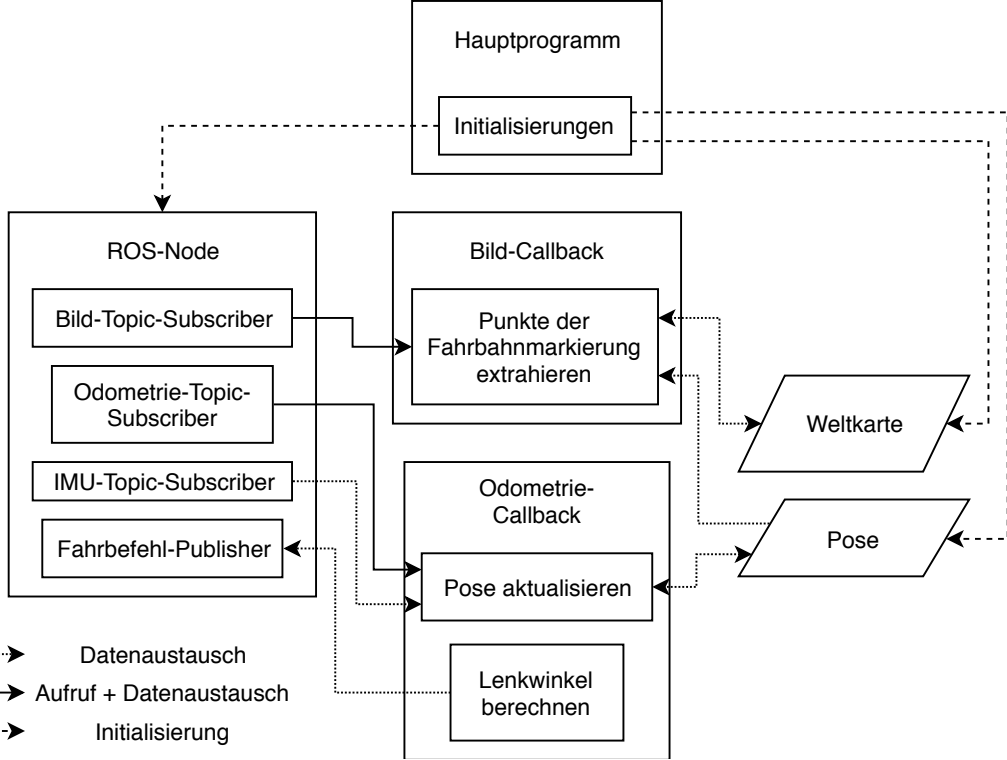 Hauptprogramm
Initialisierungen
ROS-Node
Bild-Topic-Subscriber
Odometrie-Topic-
Subscriber
IMU-Topic-Subscriber
Fahrbefehl-Publisher
Bild-Callback
Punkte der
Fahrbahnmarkierung
extrahieren
Odometrie-
Callback
Pose aktualisieren
Lenkwinkel
berechnen
Weltkarte
Pose
Datenaustausch
Aufruf + Datenaustausch
Initialisierung